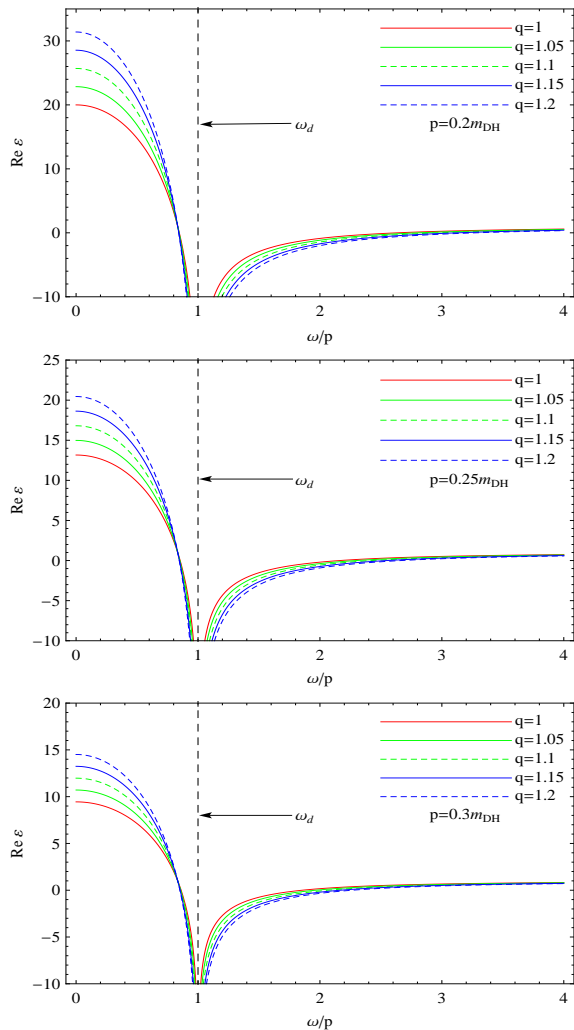 30
20
10
0
−10
Re ε
q=1
q=1.05
q=1.1
q=1.15
q=1.2
p=0.2m_DH
ω_d
0
1
2
3
4
ω/p
25
20
15
10
5
0
−5
−10
Re ε
q=1
q=1.05
q=1.1
q=1.15
q=1.2
p=0.25m_DH
ω_d
0
1
2
3
4
ω/p
20
15
10
5
0
−5
−10
Re ε
q=1
q=1.05
q=1.1
q=1.15
q=1.2
p=0.3m_DH
ω_d
0
1
2
3
4
ω/p